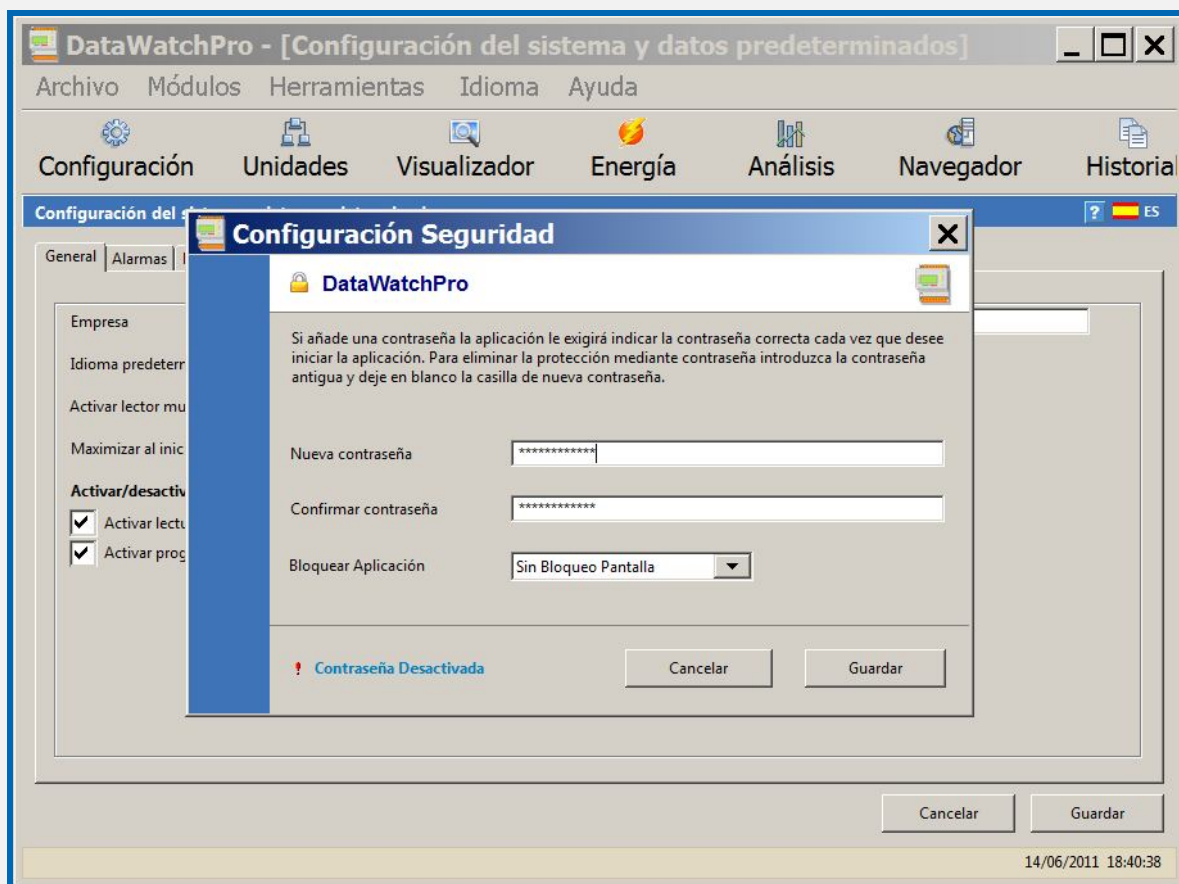 DataWatchPro - [Configuración del sistema y datos predeterminados]
Archivo Módulos Herramientas Idioma Ayuda
Configuración Unidades Visualizador Energía Análisis Navegador Historial
Configuración del
? ES
Configuración Seguridad
General Alarmas
DataWatchPro
Empresa
Si añade una contraseña la aplicación le exigirá indicar la contraseña correcta cada vez que desee
iniciar la aplicación. Para eliminar la protección mediante contraseña introduzca la contraseña
antigua y deje en blanco la casilla de nueva contraseña.
Idioma predeterr
Activar lector mu
Maximizar al inic
Nueva contraseña ************
Activar/desactiv
Confirmar contraseña ************
Activar lectu
Activar prog
Bloquear Aplicación Sin Bloqueo Pantalla
! Contraseña Desactivada Cancelar Guardar
Cancelar Guardar
14/06/2011 18:40:38